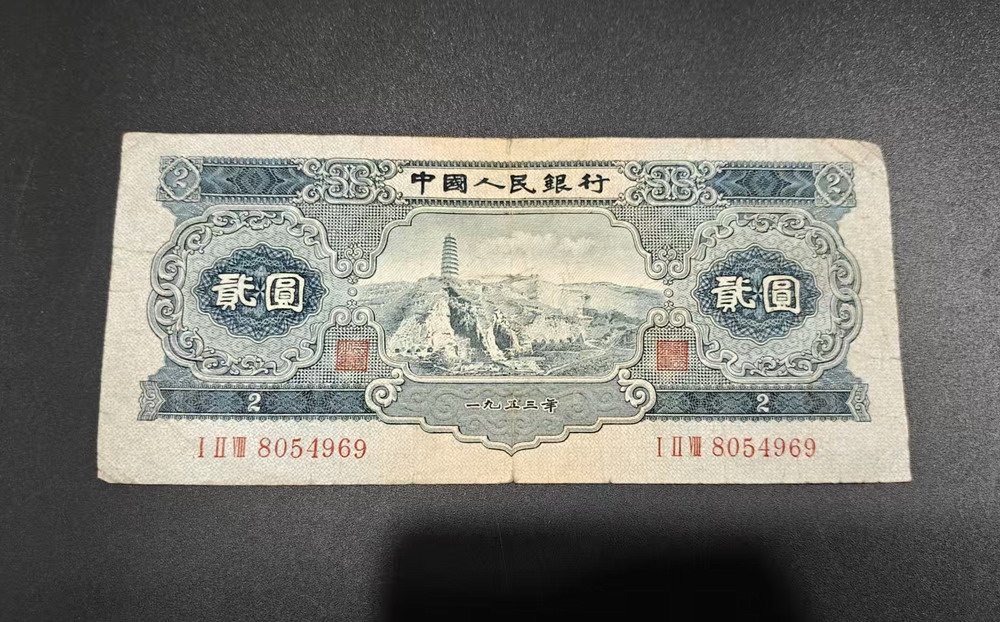 2 中國人民銀行 2
貳圓 貳圓
2 一九五三年 2
I II VIII 8054969 I II VIII 8054969